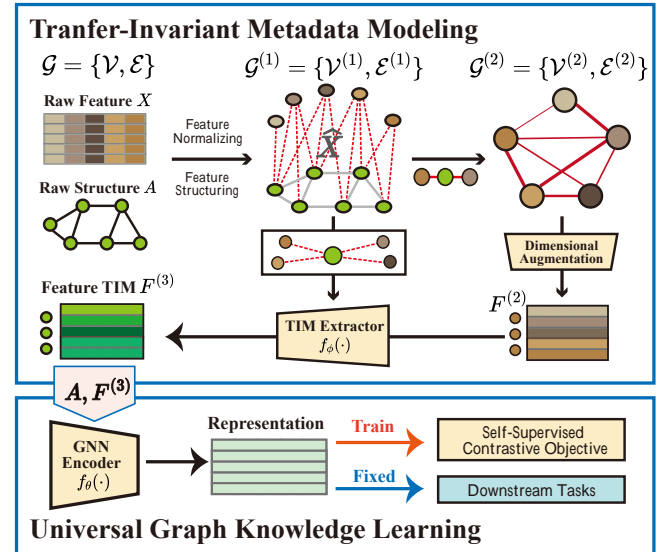 Tranfer-Invariant Metadata Modeling
𝒢 = {𝒱, ℰ}
𝒢⁽¹⁾ = {𝒱⁽¹⁾, ℰ⁽¹⁾}
𝒢⁽²⁾ = {𝒱⁽²⁾, ℰ⁽²⁾}
Raw Feature X
Feature
Normalizing
Feature
Structuring
X̂
Raw Structure A
Dimensional
Augmentation
Feature TIM F⁽³⁾
TIM Extractor
f_ϕ(·)
F⁽²⁾
A, F⁽³⁾
GNN
Encoder
f_θ(·)
Representation
Train
Fixed
Self-Supervised
Contrastive Objective
Downstream Tasks
Universal Graph Knowledge Learning